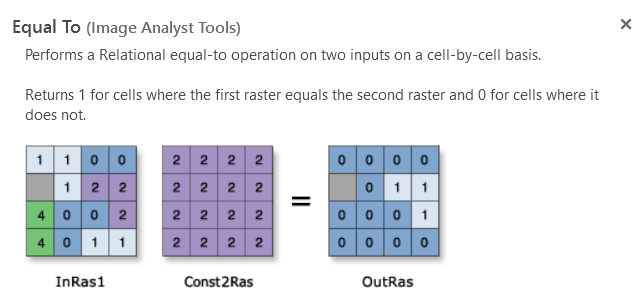 Equal To (Image Analyst Tools)
×
Performs a Relational equal-to operation on two inputs on a cell-by-cell basis.
Returns 1 for cells where the first raster equals the second raster and 0 for cells where it
does not.
1 1 0 0 2 2 2 2 0 0 0 0
1 2 2 2 2 2 2 0 1 1
=
4 0 0 2 2 2 2 2 0 0 0 1
4 0 1 1 2 2 2 2 0 0 0 0
InRas1 Const2Ras OutRas